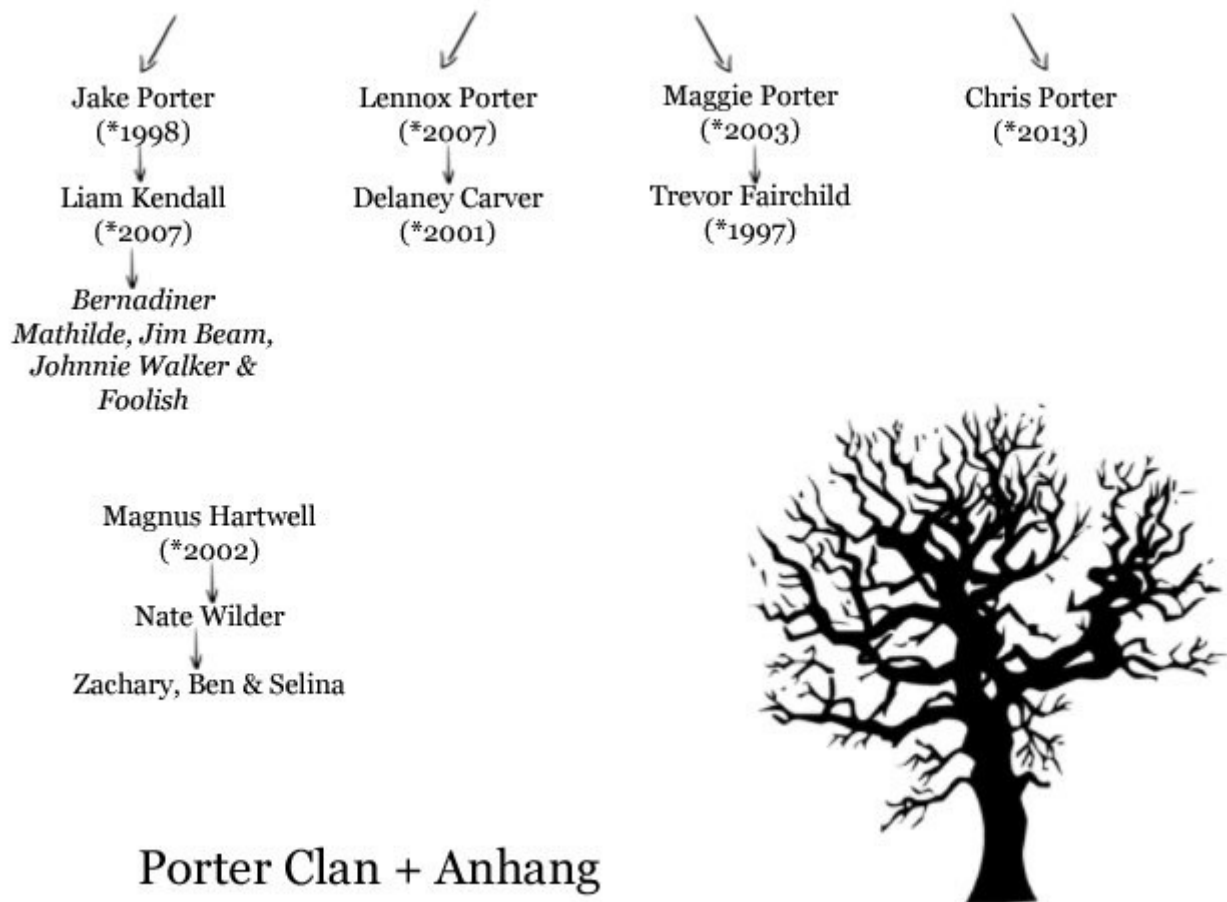 Jake Porter
(*1998)
Liam Kendall
(*2007)
Bernadiner
Mathilde, Jim Beam,
Johnnie Walker &
Foolish
Lennox Porter
(*2007)
Delaney Carver
(*2001)
Maggie Porter
(*2003)
Trevor Fairchild
(*1997)
Chris Porter
(*2013)
Magnus Hartwell
(*2002)
Nate Wilder
Zachary, Ben & Selina
Porter Clan + Anhang